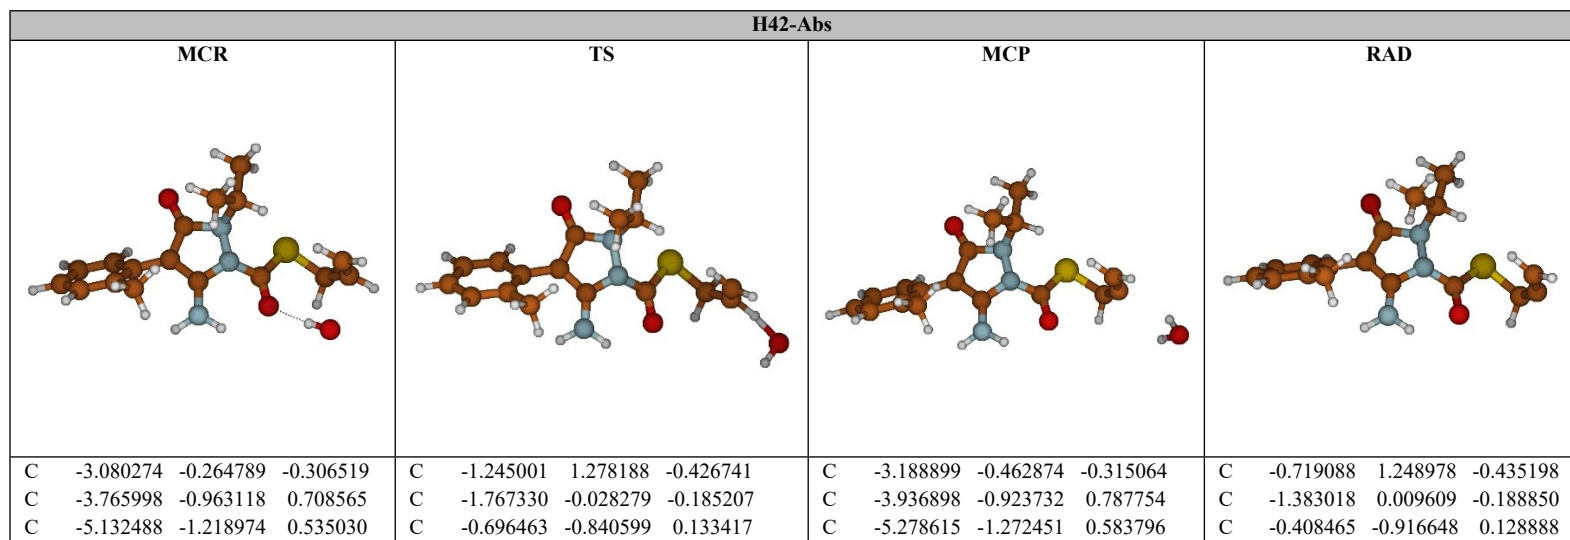 H42-Abs
MCR TS MCP RAD
C -3.080274 -0.264789 -0.306519 C -1.245001 1.278188 -0.426741 C -3.188899 -0.462874 -0.315064 C -0.719088 1.248978 -0.435198
C -3.765998 -0.963118 0.708565 C -1.767330 -0.028279 -0.185207 C -3.936898 -0.923732 0.787754 C -1.383018 0.009609 -0.188850
C -5.132488 -1.218974 0.535030 C -0.696463 -0.840599 0.133417 C -5.278615 -1.272451 0.583796 C -0.408465 -0.916648 0.128888